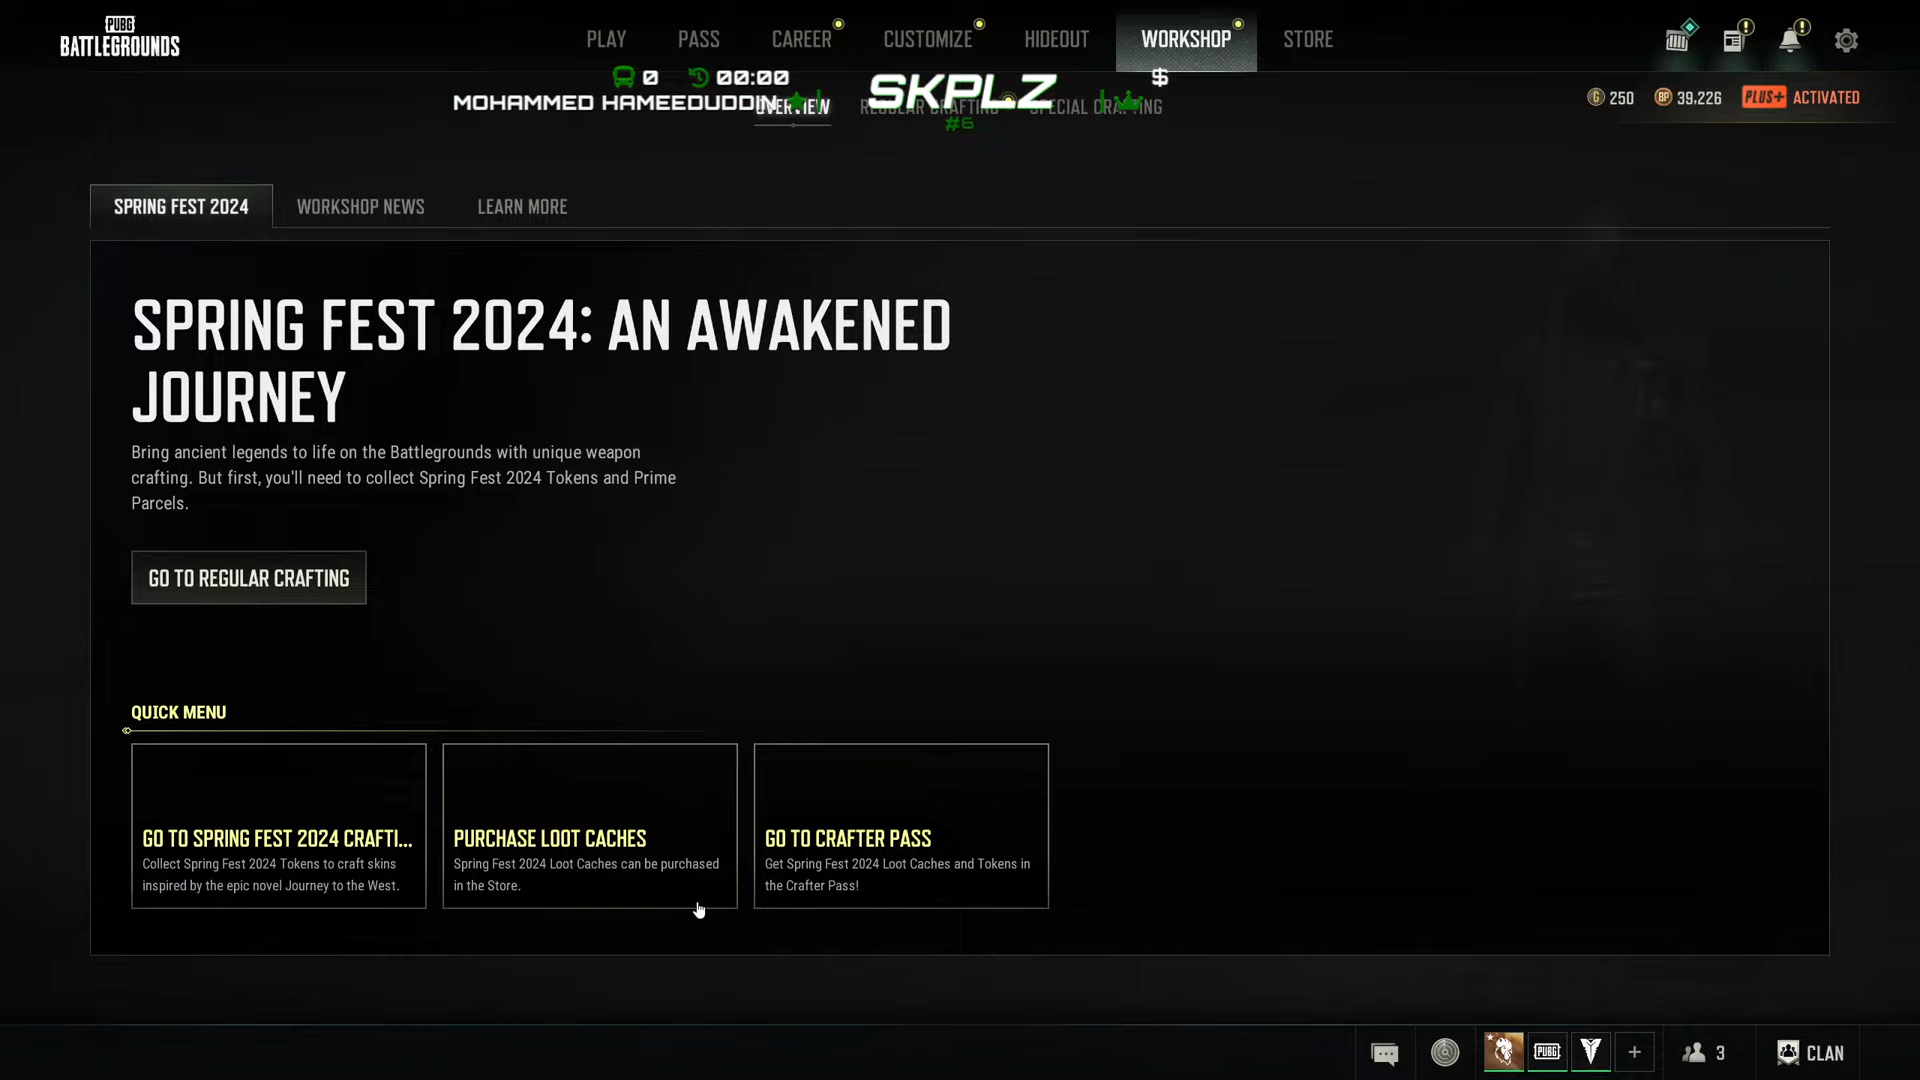 PUBG
BATTLEGROUNDS
PLAY
PASS
CAREER
CUSTOMIZE
HIDEOUT
WORKSHOP
STORE
0
00:00
SKPLZ
$
MOHAMMED HAMEEDUDDIN
OVERVIEW
REGULAR CRAFTING
SPECIAL CRAFTING
#6
G 250
BP 39,226
PLUS+ ACTIVATED
SPRING FEST 2024
WORKSHOP NEWS
LEARN MORE
SPRING FEST 2024: AN AWAKENED
JOURNEY
Bring ancient legends to life on the Battlegrounds with unique weapon
crafting. But first, you'll need to collect Spring Fest 2024 Tokens and Prime
Parcels.
GO TO REGULAR CRAFTING
QUICK MENU
GO TO SPRING FEST 2024 CRAFTI...
Collect Spring Fest 2024 Tokens to craft skins
inspired by the epic novel Journey to the West.
PURCHASE LOOT CACHES
Spring Fest 2024 Loot Caches can be purchased
in the Store.
GO TO CRAFTER PASS
Get Spring Fest 2024 Loot Caches and Tokens in
the Crafter Pass!
PUBG
+
3
CLAN